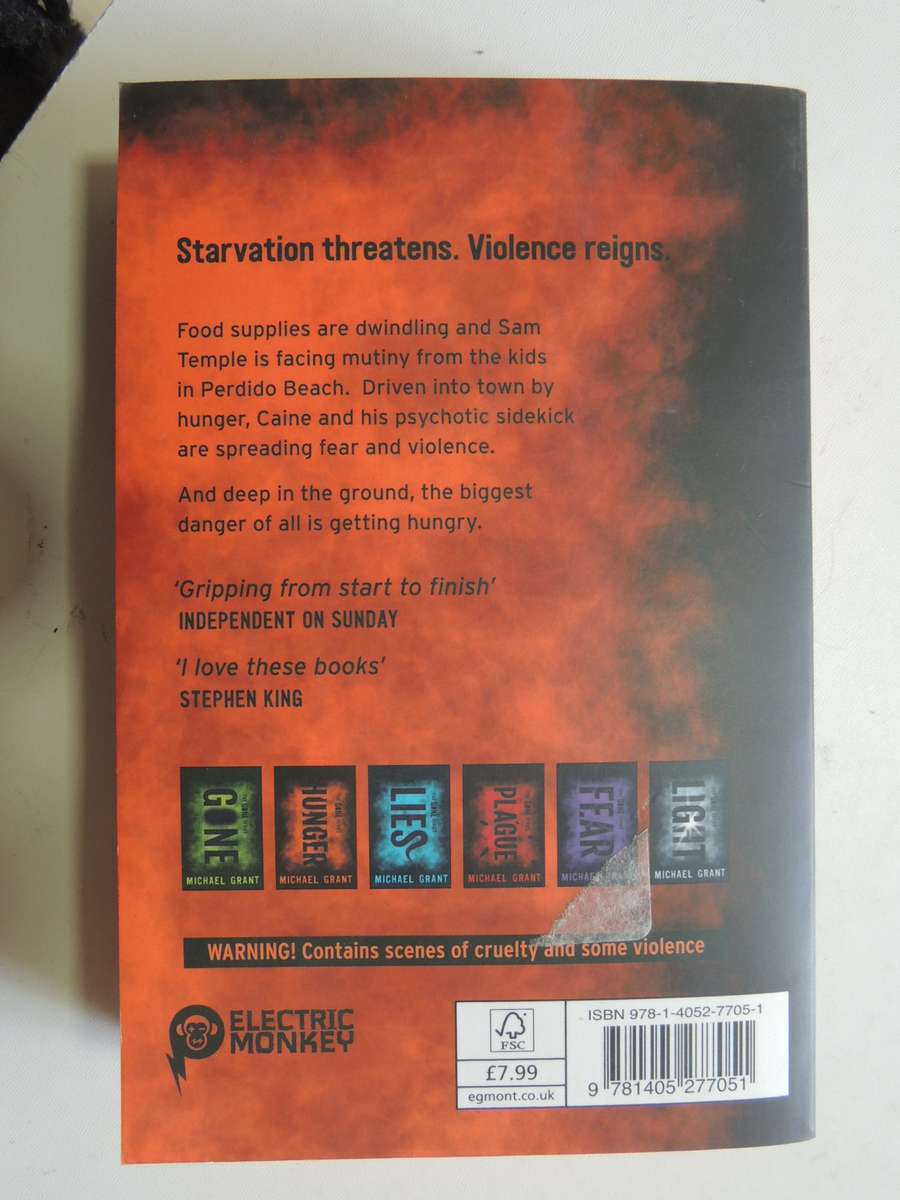 Starvation threatens. Violence reigns.
Food supplies are dwindling and Sam
Temple is facing mutiny from the kids
in Perdido Beach. Driven into town by
hunger, Caine and his psychotic sidekick
are spreading fear and violence.
And deep in the ground, the biggest
danger of all is getting hungry.
‘Gripping from start to finish’
INDEPENDENT ON SUNDAY
‘I love these books’
STEPHEN KING
GONE
MICHAEL GRANT
HUNGER
MICHAEL GRANT
LIES
MICHAEL GRANT
PLAGUE
MICHAEL GRANT
FEAR
MICHAEL GRANT
LIGHT
MICHAEL GRANT
WARNING! Contains scenes of cruelty and some violence
ELECTRIC
MONKEY
FSC
£7.99
egmont.co.uk
ISBN 978-1-4052-7705-1
9 781405 277051